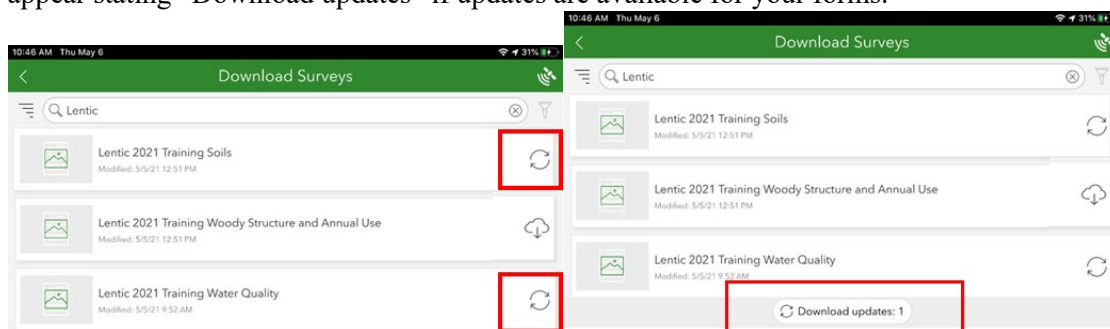 appear stating "Download updates" if updates are available for your forms.
10:46 AM Thu May 6
31%
Download Surveys
Lentic
Lentic 2021 Training Soils
Modified: 5/5/21 12:51 PM
Lentic 2021 Training Woody Structure and Annual Use
Modified: 5/5/21 12:51 PM
Lentic 2021 Training Water Quality
Modified: 5/5/21 9:52 AM
10:46 AM Thu May 6
31%
Download Surveys
Lentic
Lentic 2021 Training Soils
Modified: 5/5/21 12:51 PM
Lentic 2021 Training Woody Structure and Annual Use
Modified: 5/5/21 12:51 PM
Lentic 2021 Training Water Quality
Modified: 5/5/21 9:52 AM
Download updates: 1